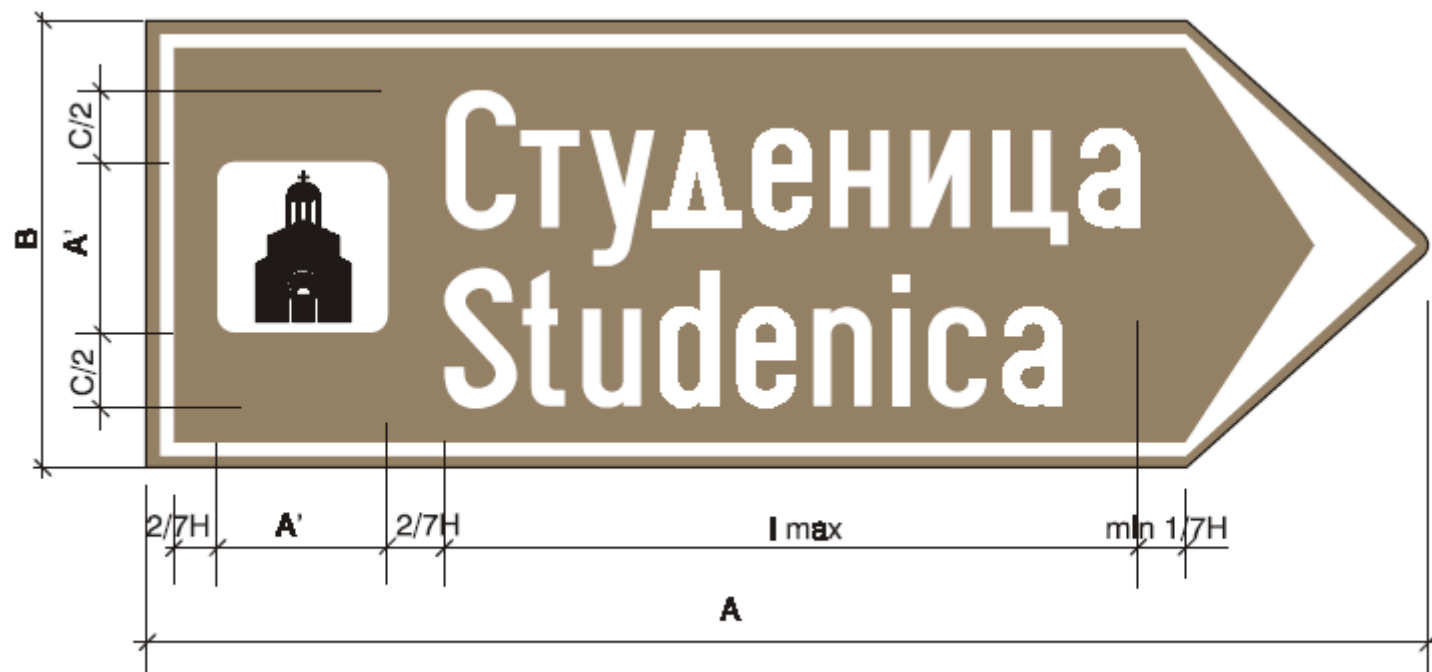 C/2
Студеница
B
A'
Studenica
C/2
2/7H
A'
2/7H
l max
min 1/7H
A